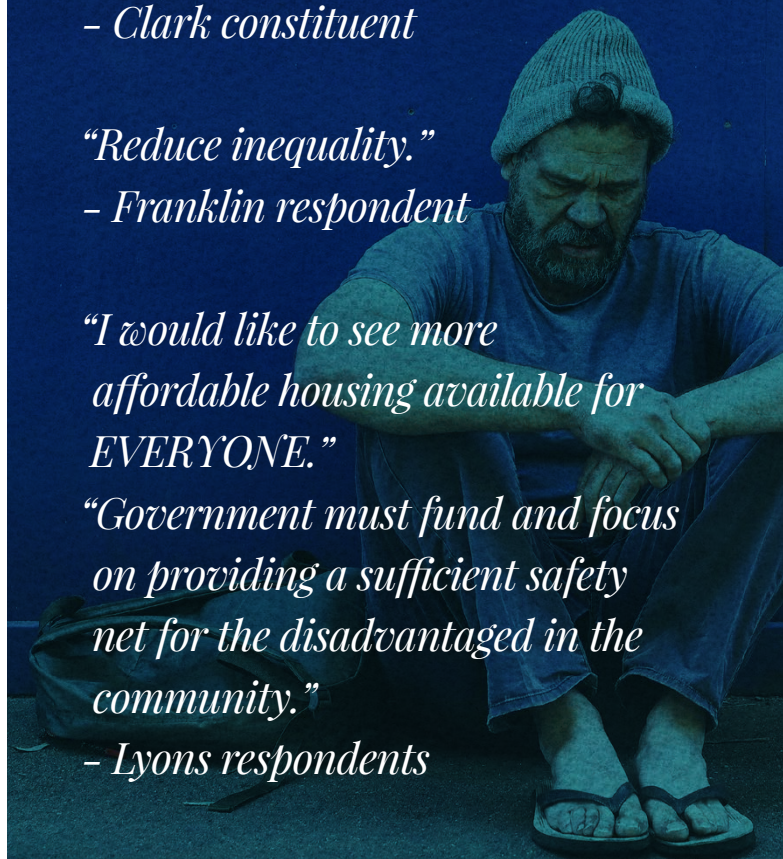 – Clark constituent
“Reduce inequality.”
– Franklin respondent
“I would like to see more
affordable housing available for
EVERYONE.”
“Government must fund and focus
on providing a sufficient safety
net for the disadvantaged in the
community.”
– Lyons respondents